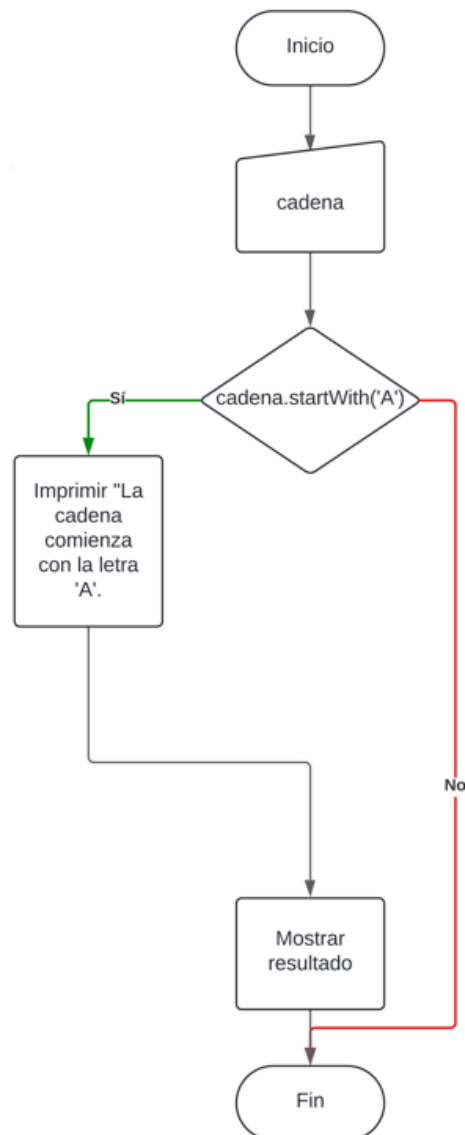 Inicio
cadena
cadena.startWith('A')
Sí
Imprimir "La
cadena
comienza
con la letra
'A'.
No
Mostrar
resultado
Fin